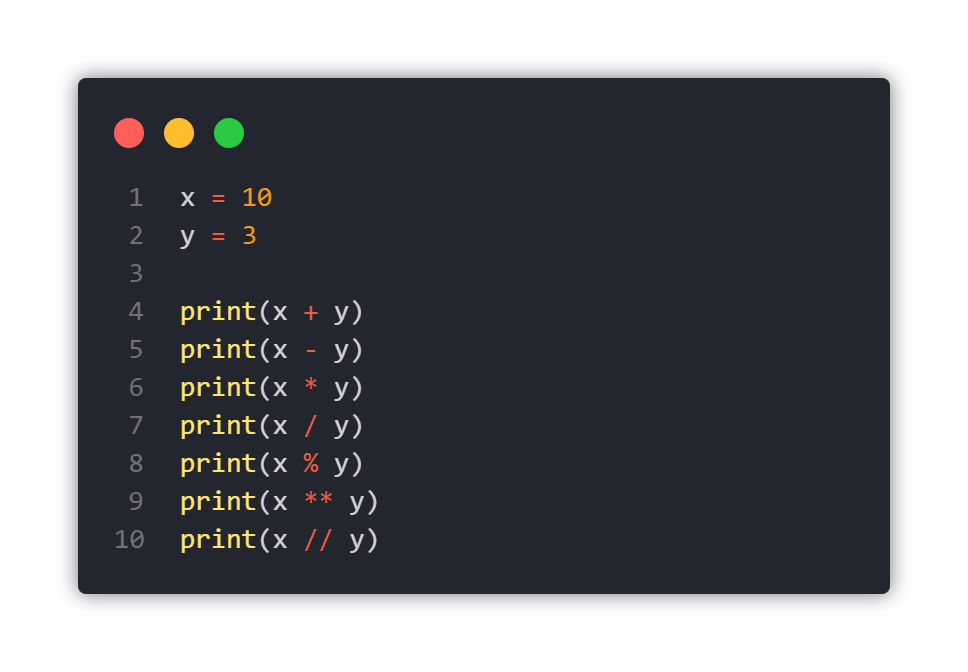 1 x = 10
2 y = 3
3
4 print(x + y)
5 print(x - y)
6 print(x * y)
7 print(x / y)
8 print(x % y)
9 print(x ** y)
10 print(x // y)